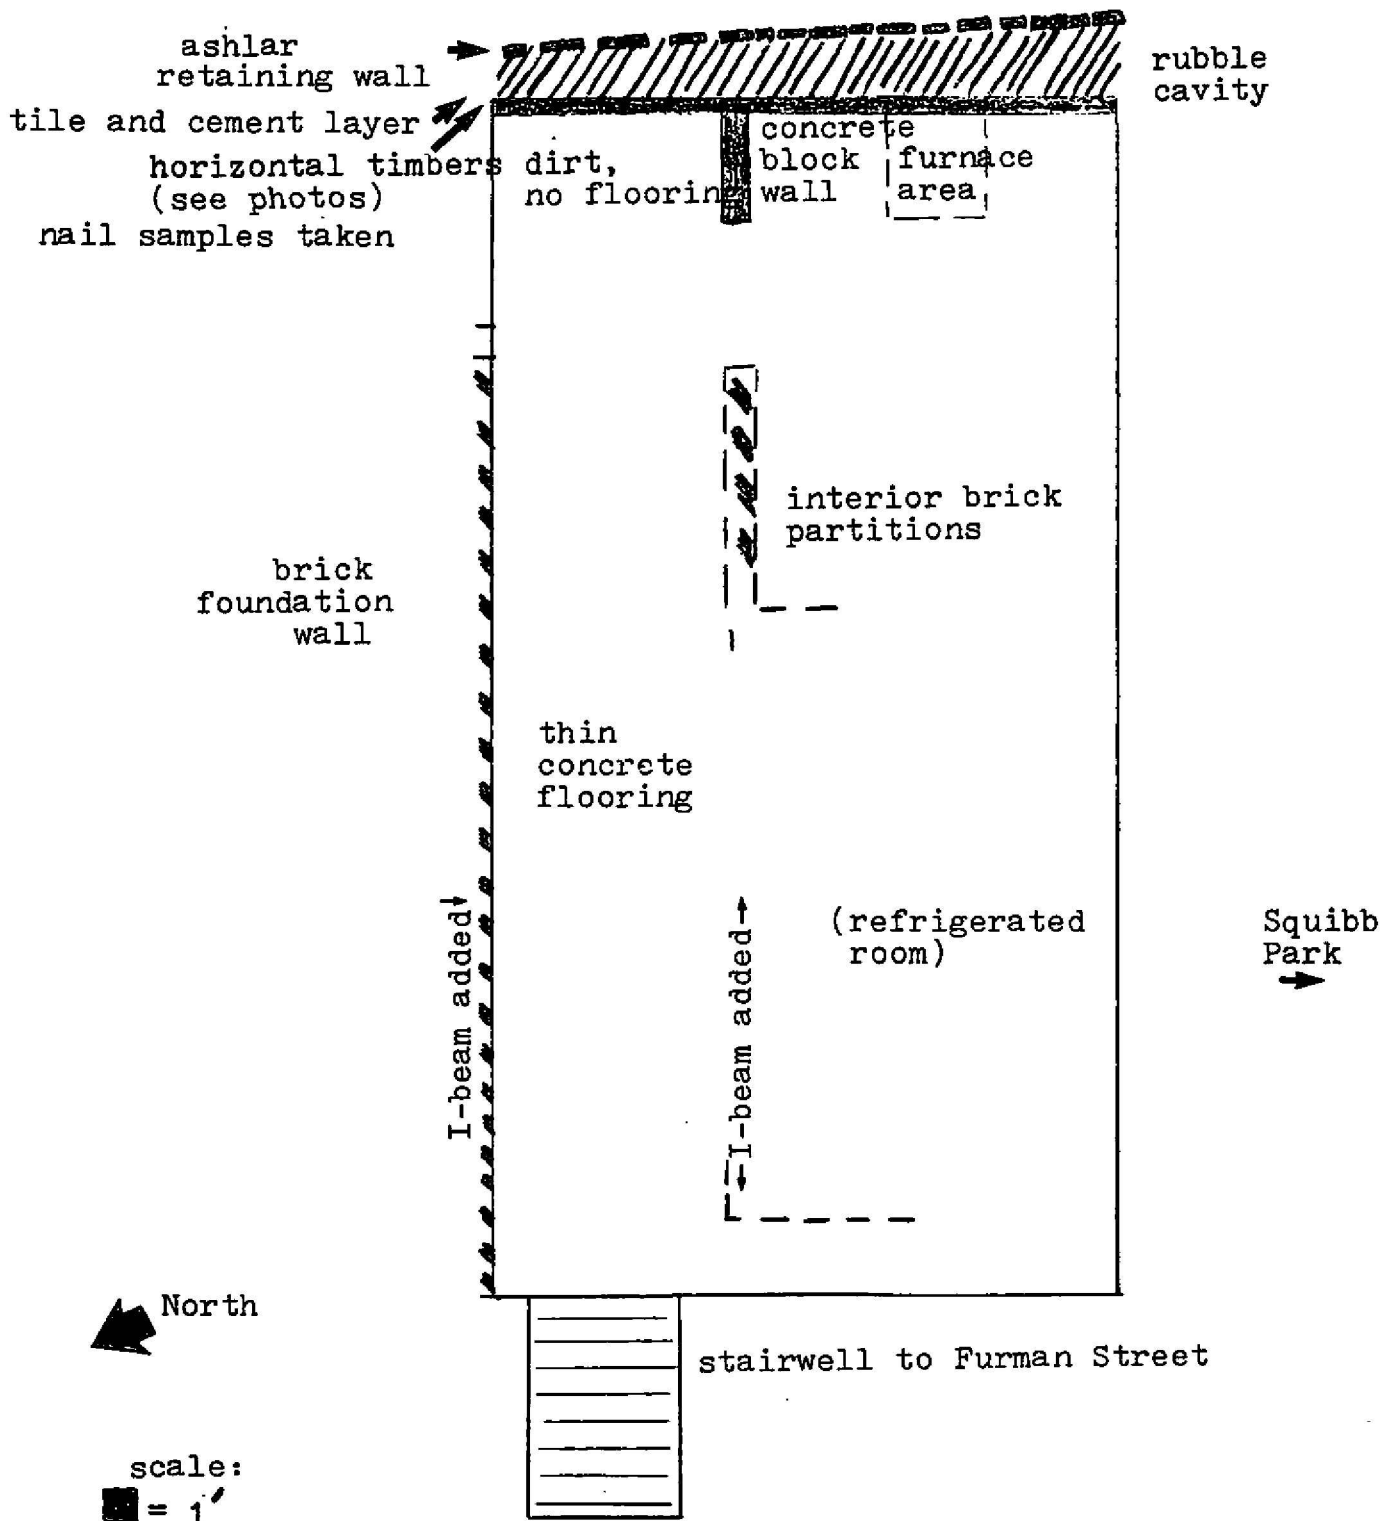 ashlar
retaining wall
rubble
cavity
tile and cement layer
horizontal timbers
(see photos)
nail samples taken
dirt,
no flooring
concrete
block
wall
furnace
area
interior brick
partitions
brick
foundation
wall
thin
concrete
flooring
I-beam added
I-beam added
(refrigerated
room)
Squibb
Park
North
stairwell to Furman Street
scale:
= 1'